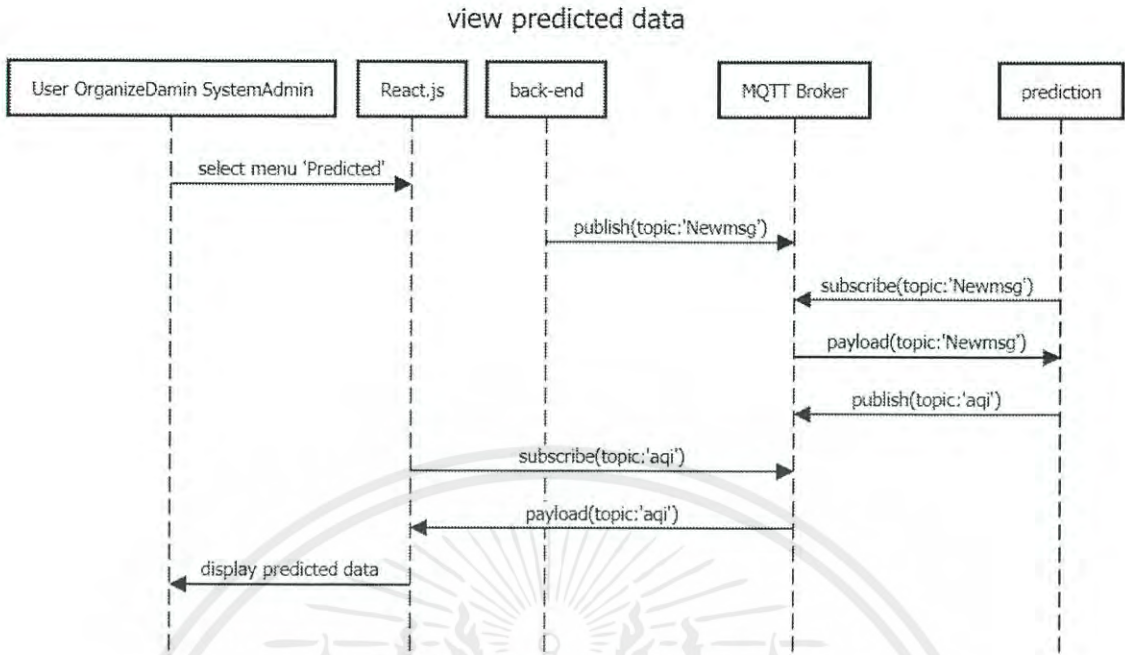 view predicted data
User OrganizeDamin SystemAdmin
React.js
back-end
MQTT Broker
prediction
select menu 'Predicted'
publish(topic:'Newmsg')
subscribe(topic:'Newmsg')
payload(topic:'Newmsg')
publish(topic:'aqi')
subscribe(topic:'aqi')
payload(topic:'aqi')
display predicted data